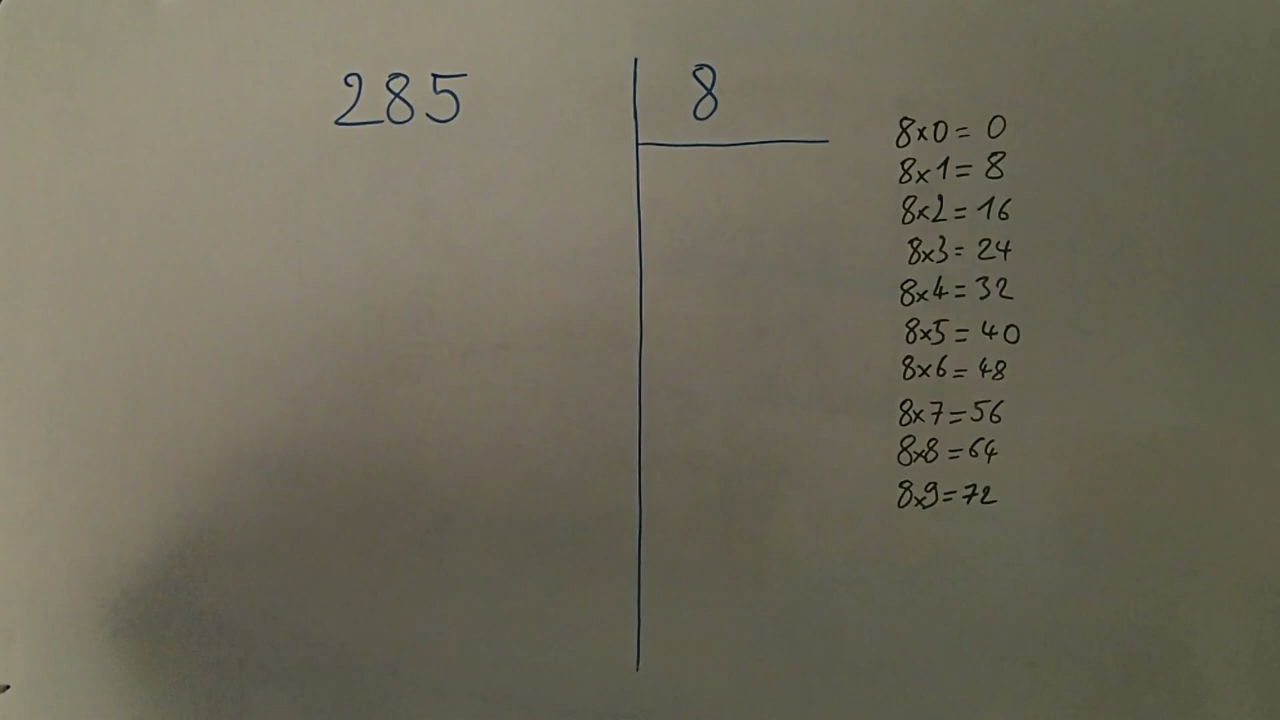 285 8
8x0= 0
8x1= 8
8x2=16
8x3= 24
8x4=32
8x5=40
8x6=48
8x7=56
8x8=64
8x9=72